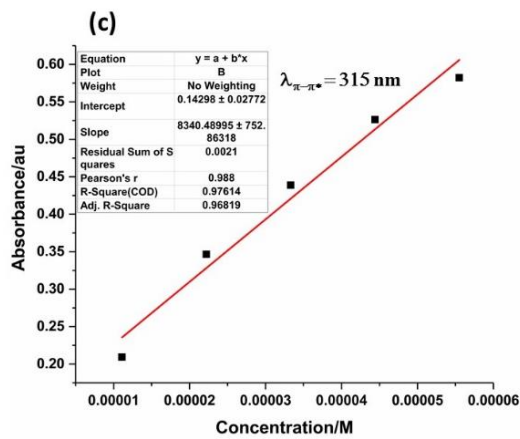 (c)
Equation y = a + b*x
Plot B
Weight No Weighting
Intercept 0.14298 ± 0.02772
Slope 8340.48995 ± 752.
86318
Residual Sum of S
quares 0.0021
Pearson's r 0.988
R-Square(COD) 0.97614
Adj. R-Square 0.96819
λπ−π* = 315 nm
0.60
0.55
0.50
0.45
0.40
0.35
0.30
0.25
0.20
Absorbance/au
0.00001 0.00002 0.00003 0.00004 0.00005 0.00006
Concentration/M